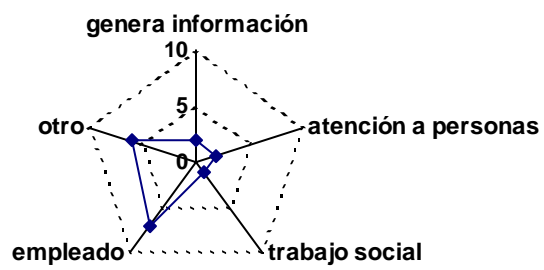 genera información
10
5
otro
atención a personas
0
empleado
trabajo social